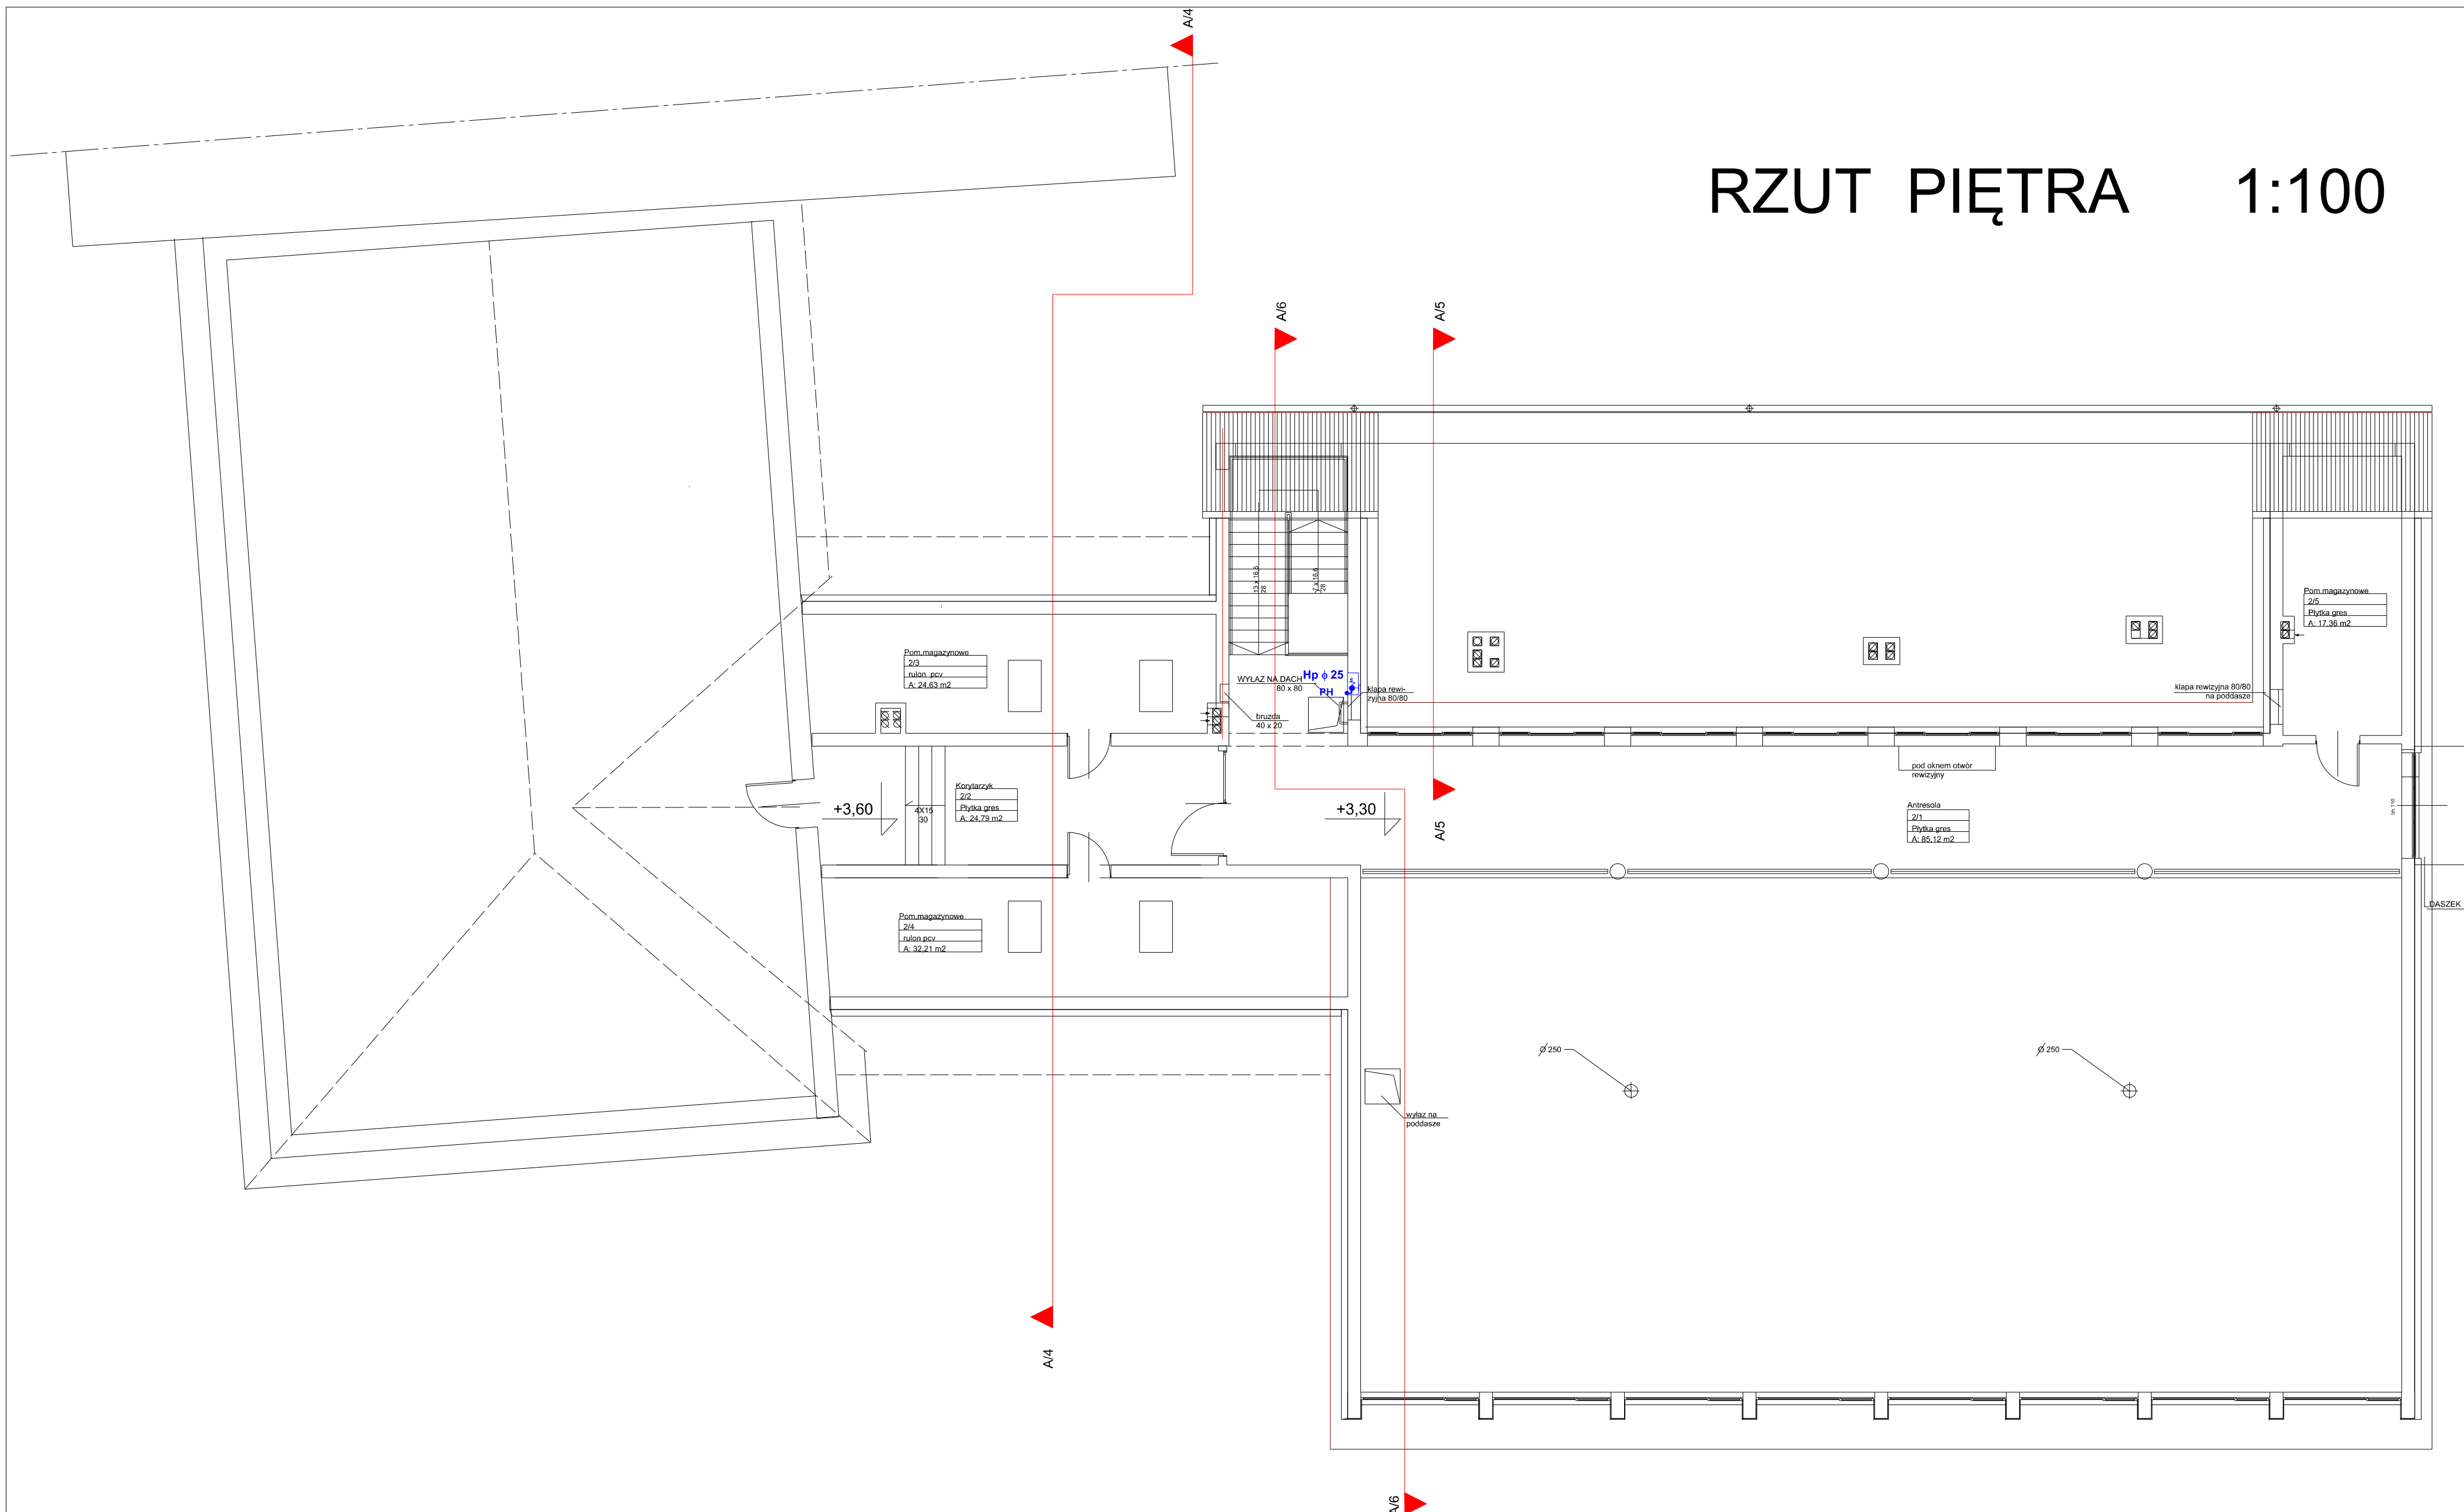 A/4
RZUT PIĘTRA 1:100
A/6
A/5
13 x 16,6
28
7 x 16,6
28
Pom.magazynowe
2/5
Płytka gres
A: 17,36 m2
Pom.magazynowe
2/3
rulon pcv
A: 24,63 m2
WYŁAZ NA DACH
80 x 80
Hp ϕ 25
PH
klapa rewi-
zyjna 80/80
klapa rewizyjna 80/80
na poddasze
bruzda
40 x 20
pod oknem otwór
rewizyjny
Korytarzyk
2/2
Płytka gres
A: 24,79 m2
+3,60
4X15
30
+3,30
A/5
Antresola
2/1
Płytka gres
A: 85,12 m2
bh.110
DASZEK
Pom.magazynowe
2/4
rulon pcv
A: 32,21 m2
Ø 250
Ø 250
wyłaz na
poddasze
A/4
A/6